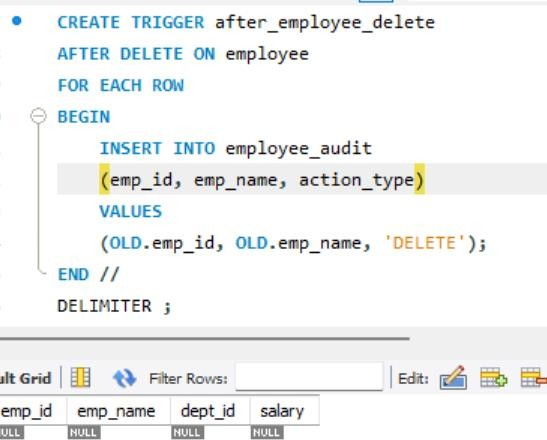 CREATE TRIGGER after_employee_delete
AFTER DELETE ON employee
FOR EACH ROW
BEGIN
INSERT INTO employee_audit
(emp_id, emp_name, action_type)
VALUES
(OLD.emp_id, OLD.emp_name, 'DELETE');
END //
DELIMITER ;
ult Grid Filter Rows: Edit:
emp_id emp_name dept_id salary
NULL NULL NULL NULL